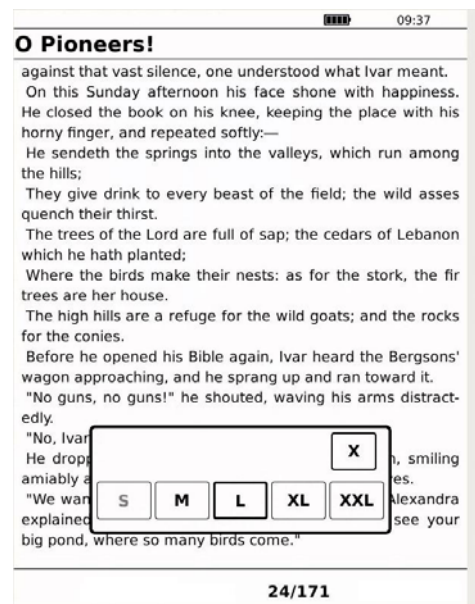 09:37
O Pioneers!
against that vast silence, one understood what Ivar meant.
On this Sunday afternoon his face shone with happiness.
He closed the book on his knee, keeping the place with his
horny finger, and repeated softly:—
He sendeth the springs into the valleys, which run among
the hills;
They give drink to every beast of the field; the wild asses
quench their thirst.
The trees of the Lord are full of sap; the cedars of Lebanon
which he hath planted;
Where the birds make their nests: as for the stork, the fir
trees are her house.
The high hills are a refuge for the wild goats; and the rocks
for the conies.
Before he opened his Bible again, Ivar heard the Bergsons'
wagon approaching, and he sprang up and ran toward it.
"No guns, no guns!" he shouted, waving his arms distract-
edly.
"No, Ivar
X
He smiling
amiably
S M L XL XXL
"We Alexandra
explained see your
big pond, where so many birds come."
24/171